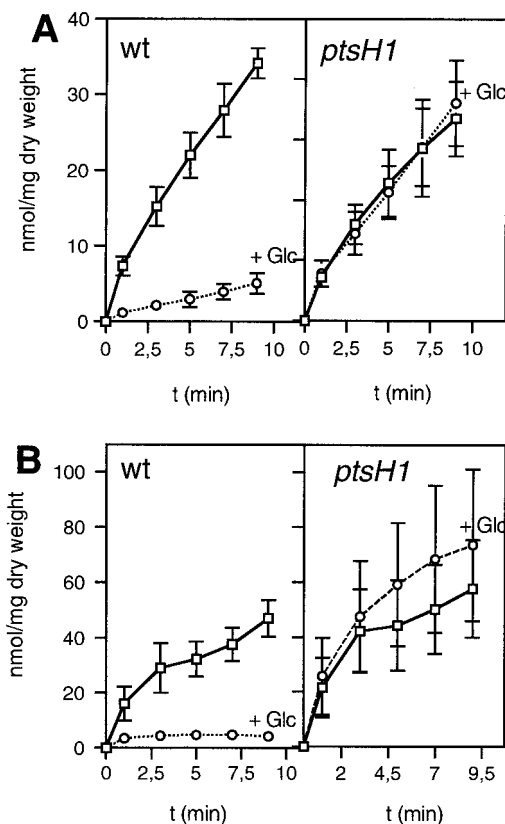 A
wt
ptsH1
nmol/mg dry weight
40
30
20
10
0
+ Glc
+ Glc
0 2,5 5 7,5 10
0 2,5 5 7,5 10
t (min)
t (min)
B
wt
ptsH1
nmol/mg dry weight
100
80
60
40
20
0
+ Glc
+ Glc
0 2,5 5 7,5 10
2 4,5 7 9,5
t (min)
t (min)